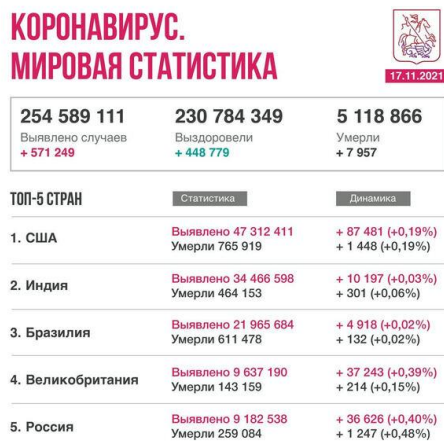 КОРОНАВИРУС.
МИРОВАЯ СТАТИСТИКА
17.11.2021
254 589 111 230 784 349 5 118 866
Выявлено случаев Выздоровели Умерли
+ 571 249 + 448 779 + 7 957
ТОП-5 СТРАН Статистика Динамика
1. США
Выявлено 47 312 411 + 87 481 (+0,19%)
Умерли 765 919 + 1 448 (+0,19%)
2. Индия
Выявлено 34 466 598 + 10 197 (+0,03%)
Умерли 464 153 + 301 (+0,06%)
3. Бразилия
Выявлено 21 965 684 + 4 918 (+0,02%)
Умерли 611 478 + 132 (+0,02%)
4. Великобритания
Выявлено 9 637 190 + 37 243 (+0,39%)
Умерли 143 159 + 214 (+0,15%)
5. Россия
Выявлено 9 182 538 + 36 626 (+0,40%)
Умерли 259 084 + 1 247 (+0,48%)